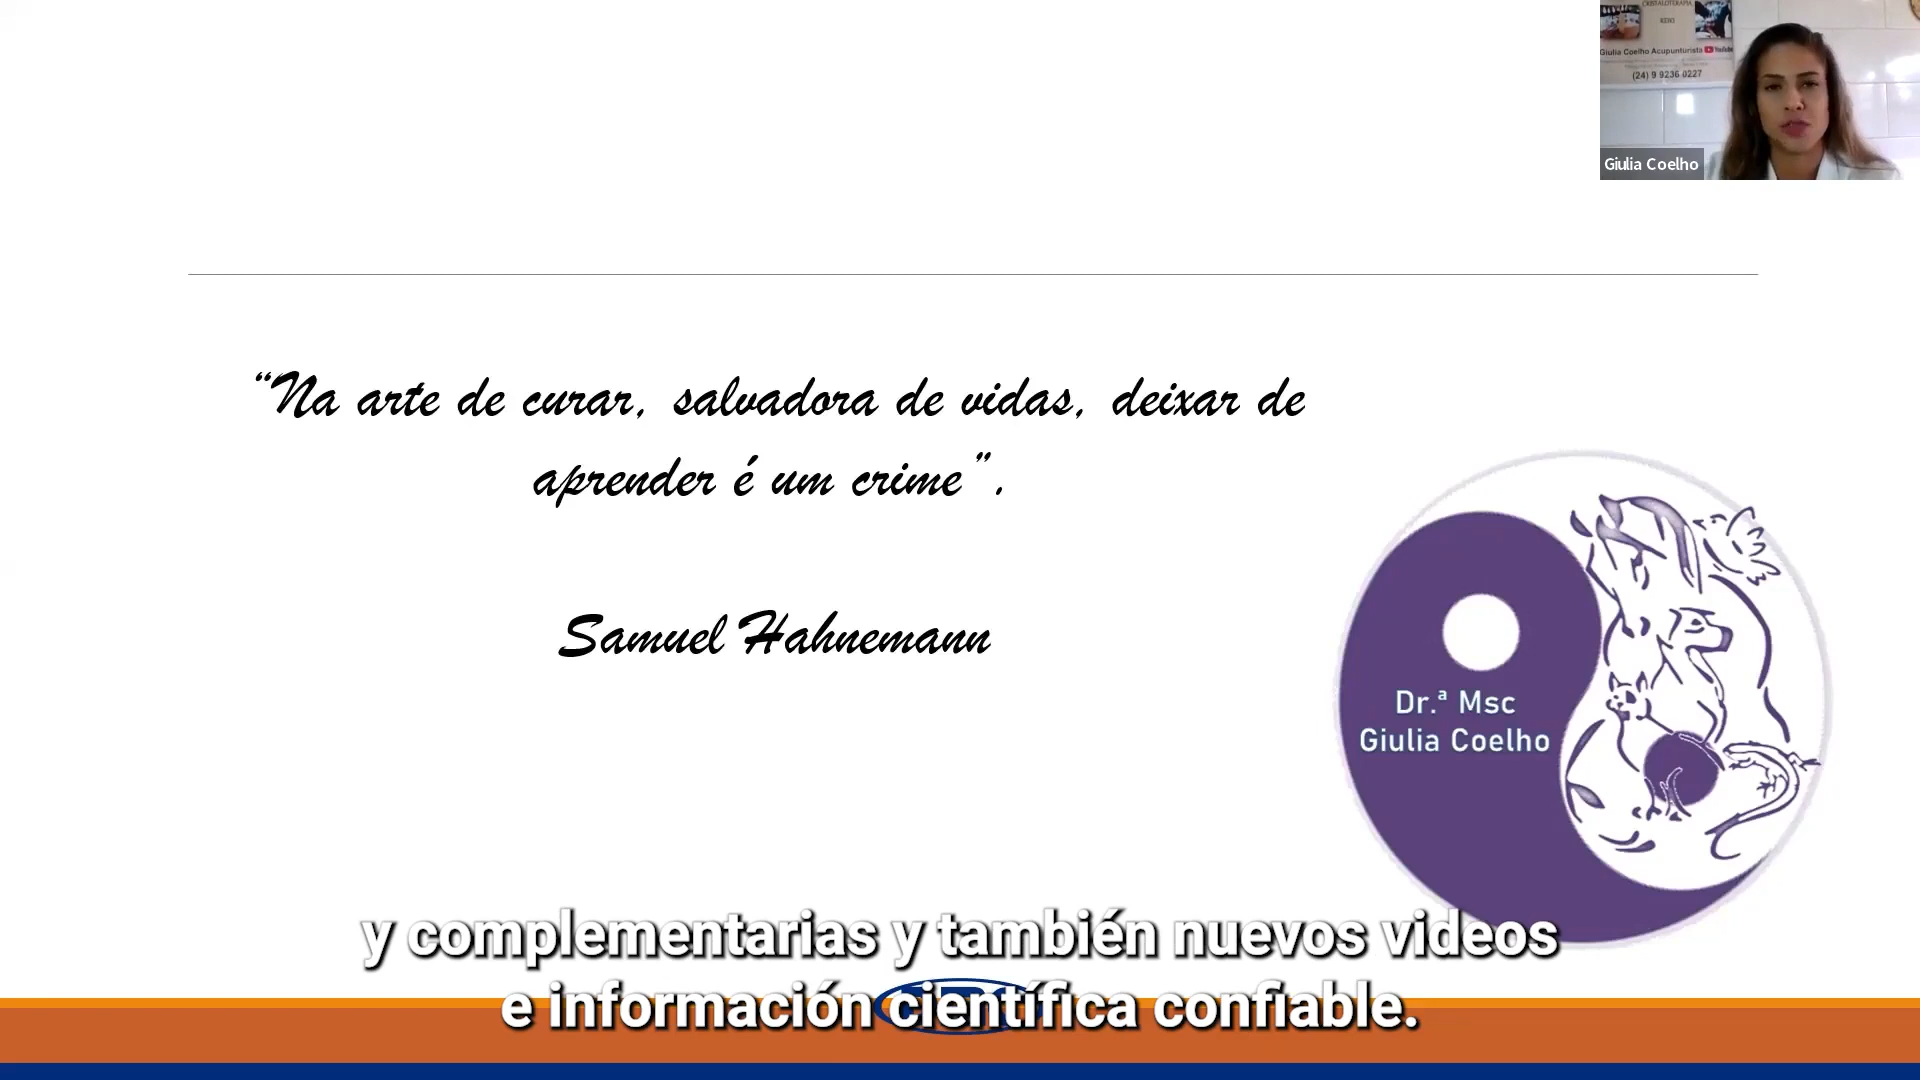 CRISTALOTERAPIA
Giulia Coelho Acupunturista YouTube
(24) 9 9236 0227
Giulia Coelho
“Na arte de curar, salvadora de vidas, deixar de
aprender é um crime”.
Samuel Hahnemann
Dr.ª Msc
Giulia Coelho
y complementarias y también nuevos videos
e información científica confiable.